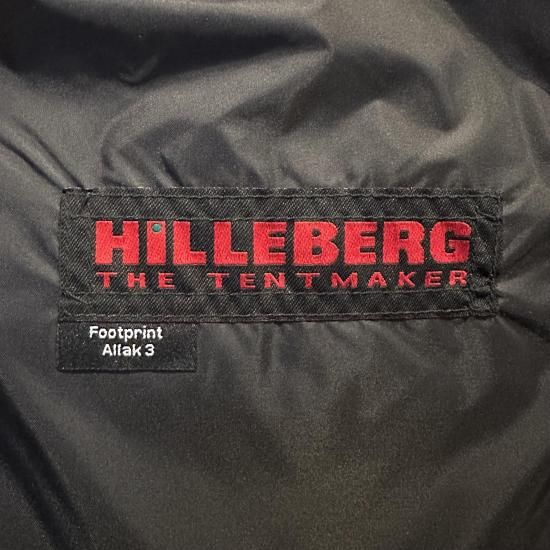 HiLLEBERG
THE TENTMAKER
Footprint
Allak 3